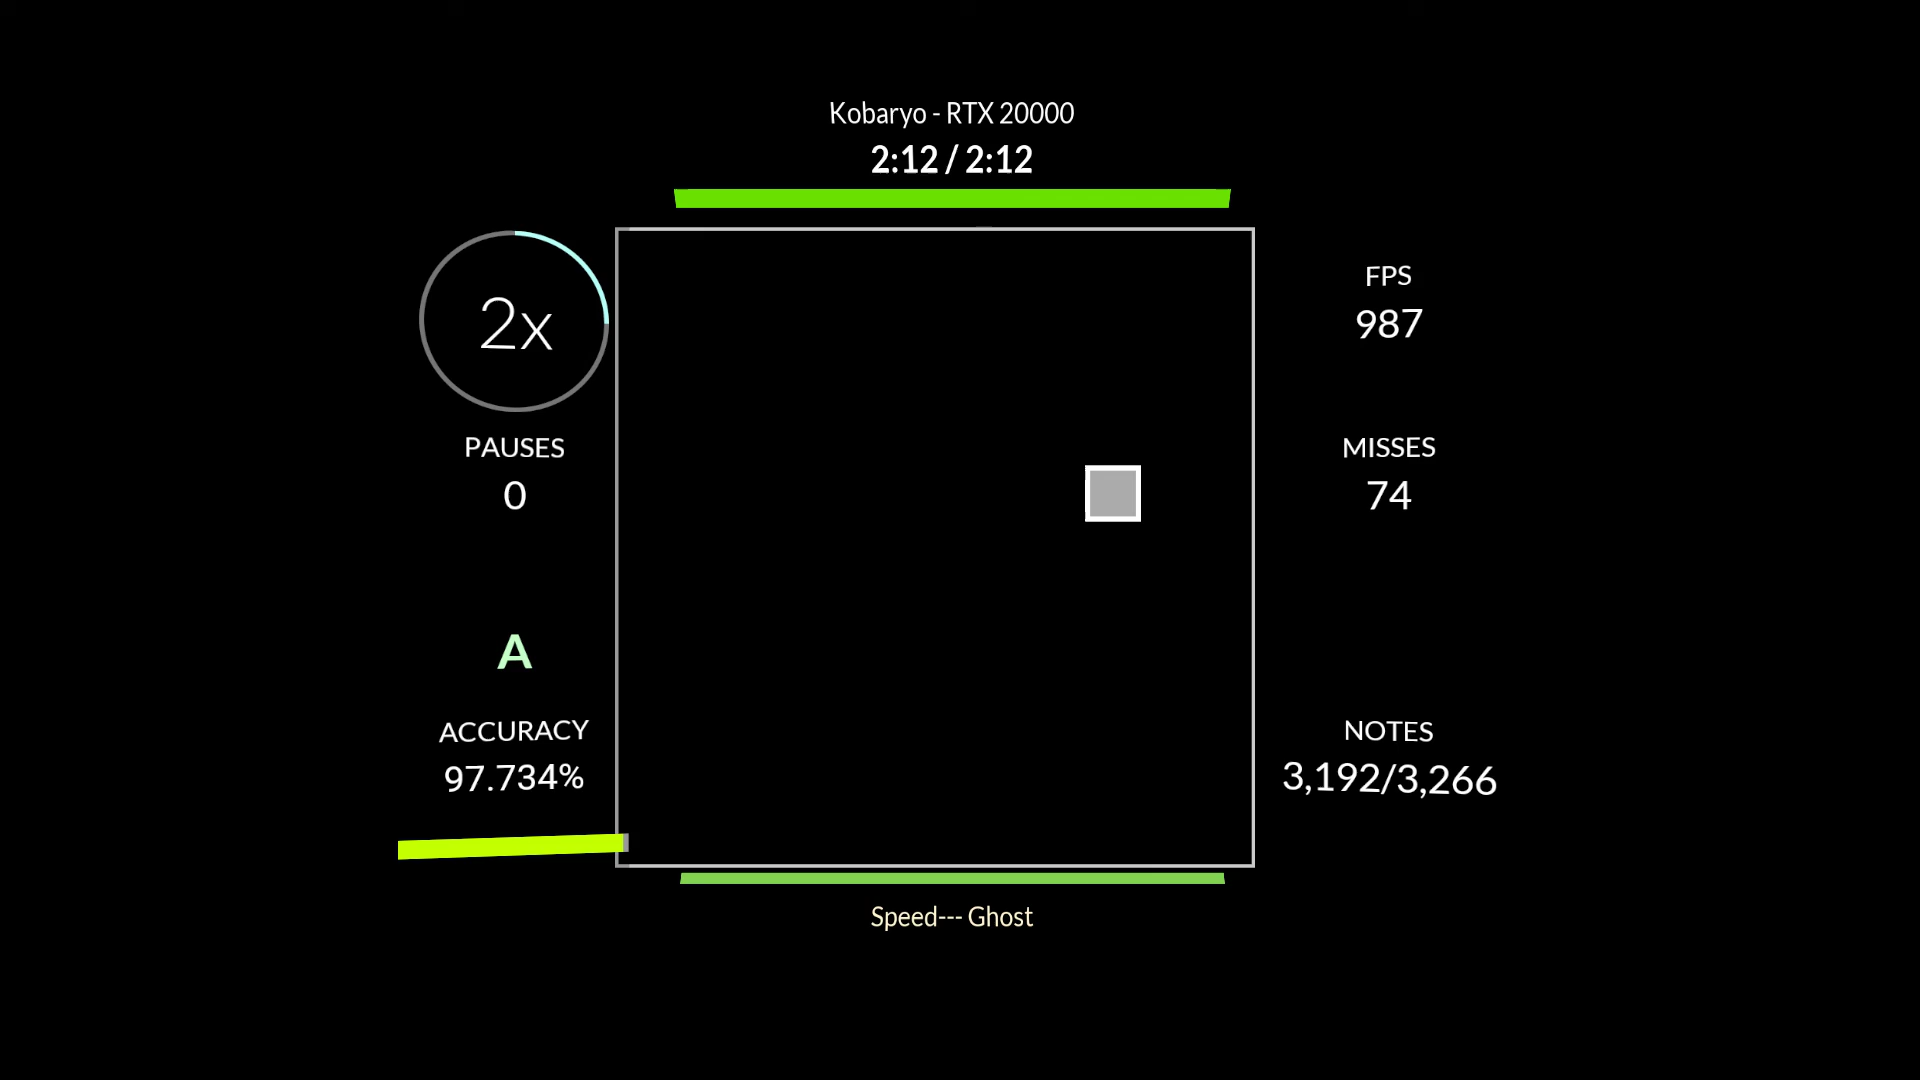 Kobaryo - RTX 20000
2:12 / 2:12
2x
PAUSES
0
A
ACCURACY
97.734%
FPS
987
MISSES
74
NOTES
3,192/3,266
Speed--- Ghost